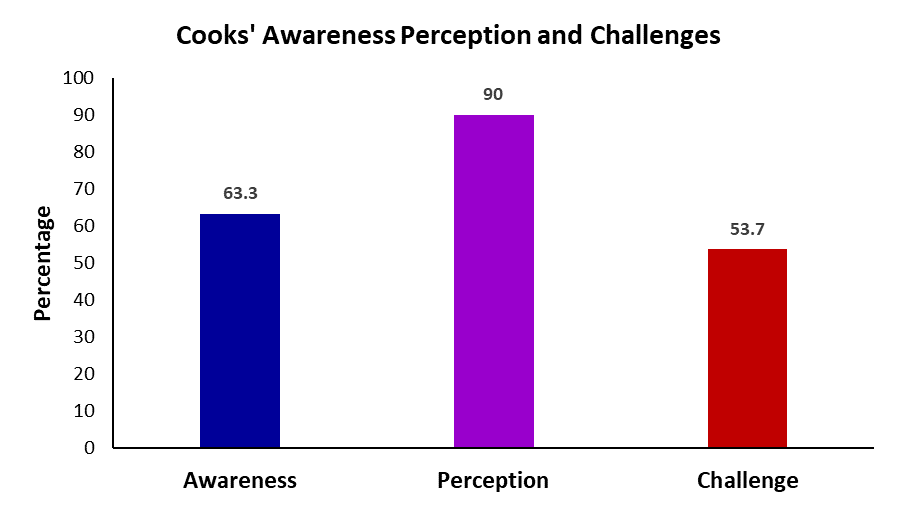 Cooks' Awareness Perception and Challenges
Percentage
100
90
80
70
60
50
40
30
20
10
0
63.3
90
53.7
Awareness
Perception
Challenge